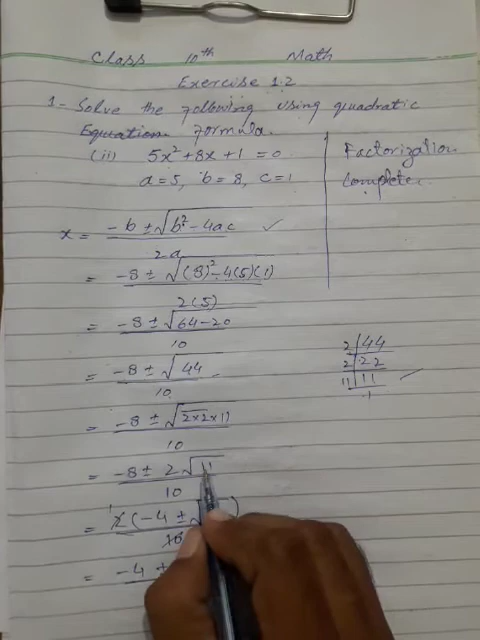 Class 10th Math
Exercise 1.2
1- Solve the following using quadratic
Equation Formula.
(ii) 5x² + 8x + 1 = 0
a = 5, b = 8, c = 1
Factorization
Complete
x = -b ± √b² - 4ac / 2a ✓
= -8 ± √(8)² - 4(5)(1) / 2(5)
= -8 ± √64 - 20 / 10
= -8 ± √44 / 10
2 | 44
2 | 22
11 | 11
1
= -8 ± √2×2×11 / 10
= -8 ± 2√11 / 10
= 2(-4 ± √ ) / 10
= -4 ±